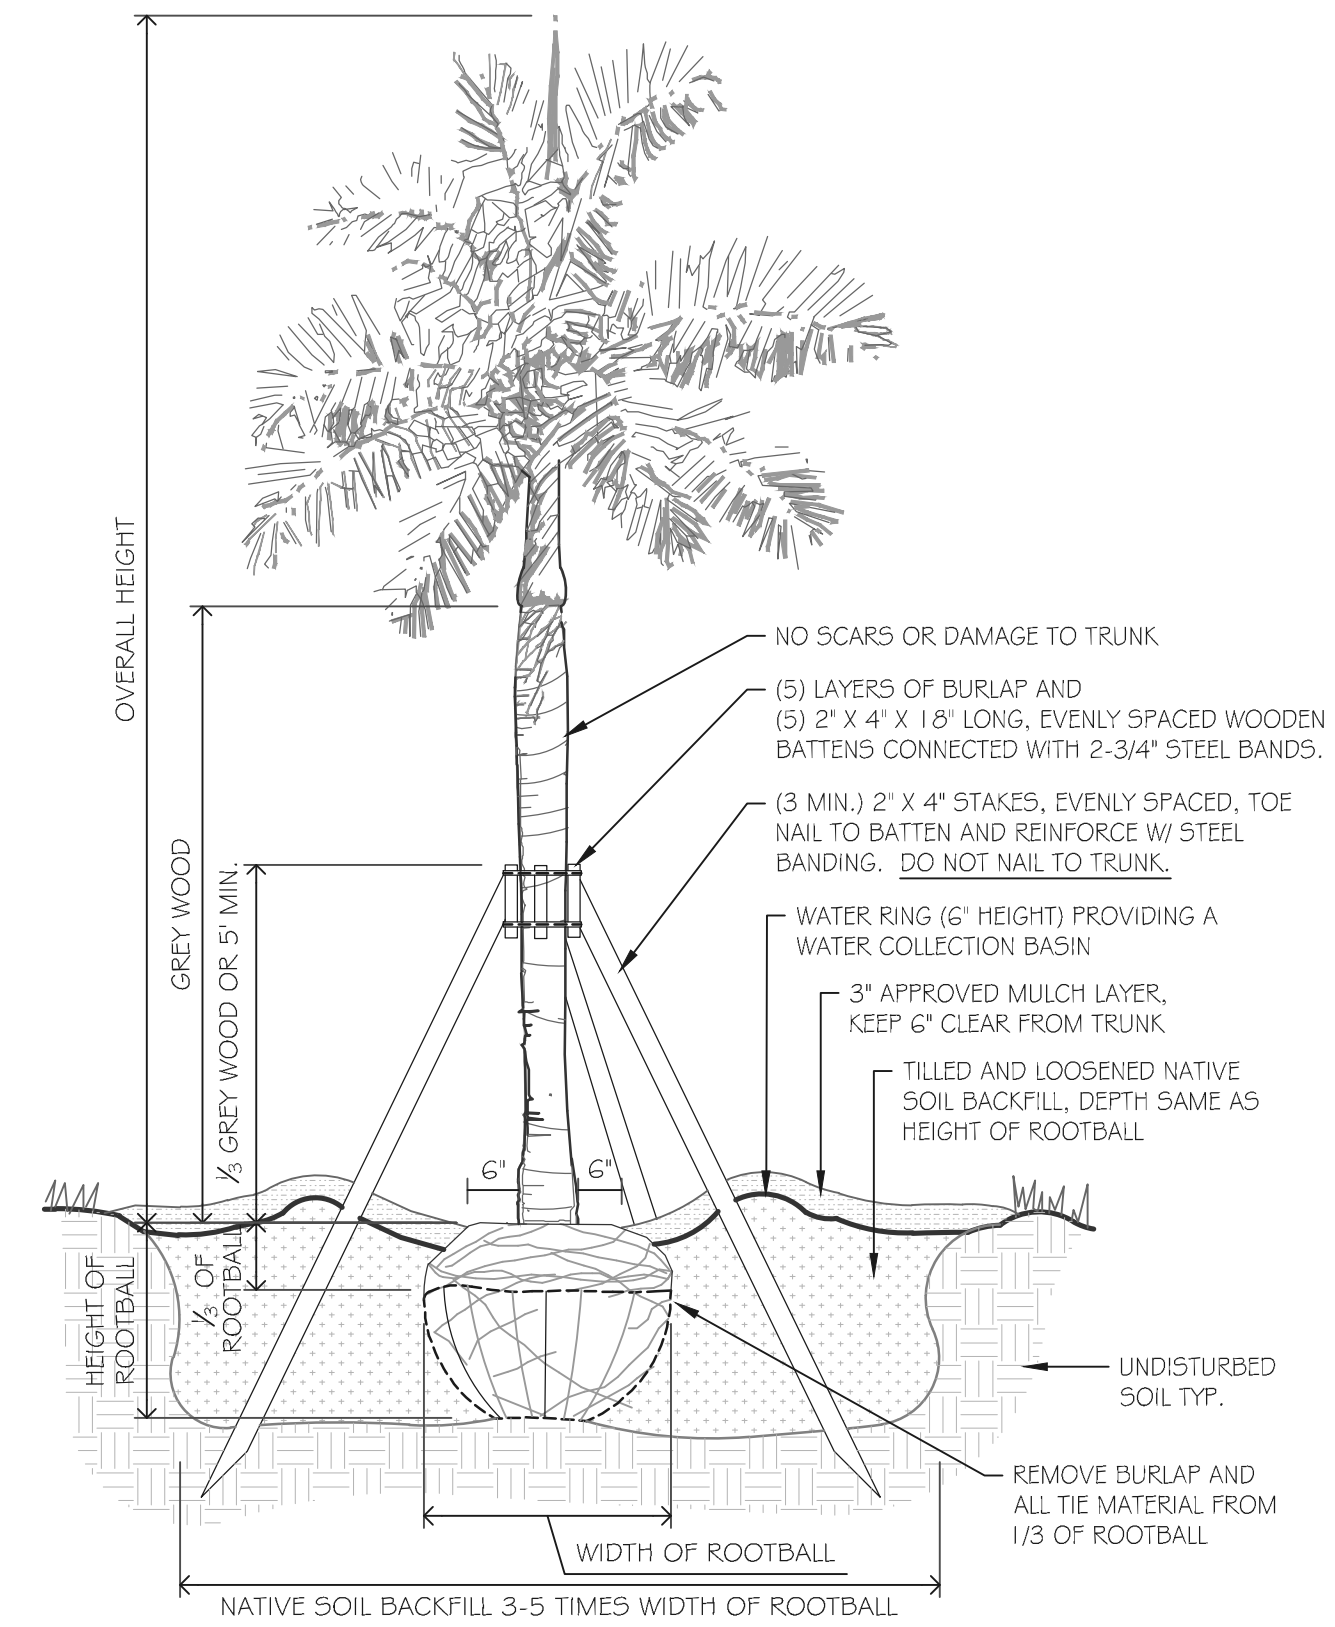 OVERALL HEIGHT
GREY WOOD
1/3 GREY WOOD OR 5' MIN.
NO SCARS OR DAMAGE TO TRUNK
(5) LAYERS OF BURLAP AND
(5) 2" X 4" X 18" LONG, EVENLY SPACED WOODEN
BATTENS CONNECTED WITH 2-3/4" STEEL BANDS.
(3 MIN.) 2" X 4" STAKES, EVENLY SPACED, TOE
NAIL TO BATTEN AND REINFORCE W/ STEEL
BANDING. DO NOT NAIL TO TRUNK.
WATER RING (6" HEIGHT) PROVIDING A
WATER COLLECTION BASIN
3" APPROVED MULCH LAYER,
KEEP 6" CLEAR FROM TRUNK
TILLED AND LOOSENED NATIVE
SOIL BACKFILL, DEPTH SAME AS
HEIGHT OF ROOTBALL
6"
6"
HEIGHT OF
ROOTBALL
1/3 OF
ROOTBALL
UNDISTURBED
SOIL TYP.
REMOVE BURLAP AND
ALL TIE MATERIAL FROM
1/3 OF ROOTBALL
WIDTH OF ROOTBALL
NATIVE SOIL BACKFILL 3-5 TIMES WIDTH OF ROOTBALL